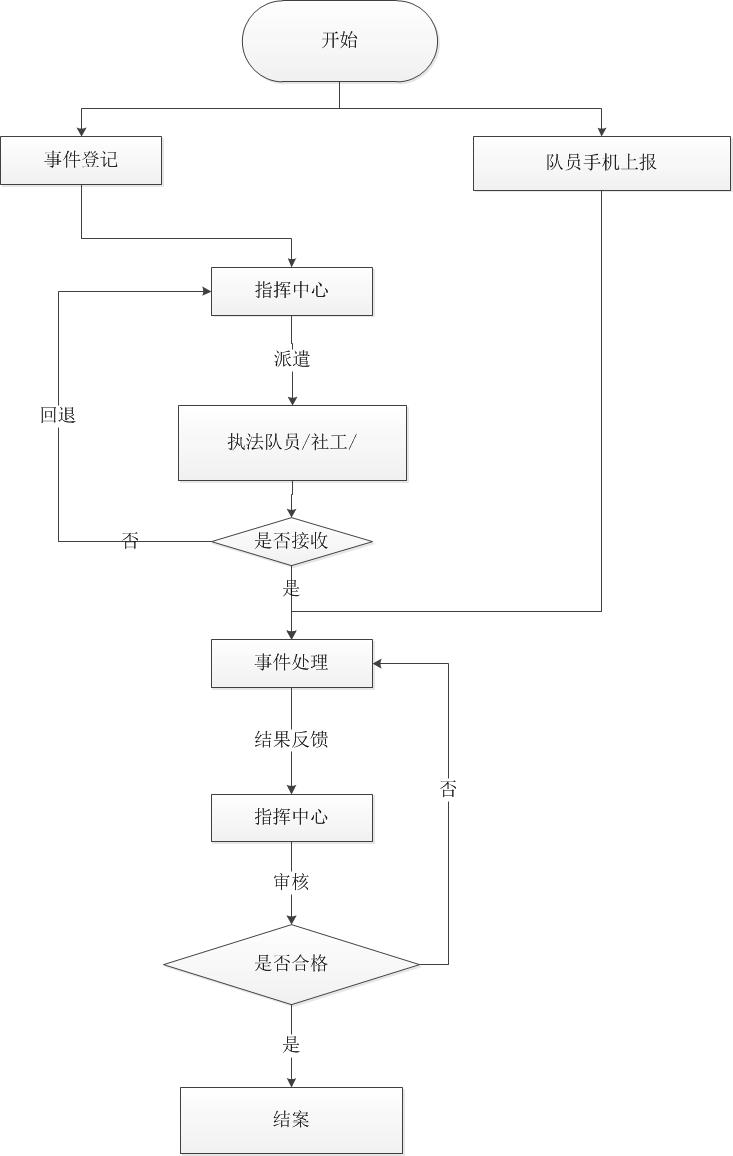 开始
事件登记
队员手机上报
指挥中心
派遣
回退
执法队员/社工/
否
是否接收
是
事件处理
结果反馈
否
指挥中心
审核
是否合格
是
结案